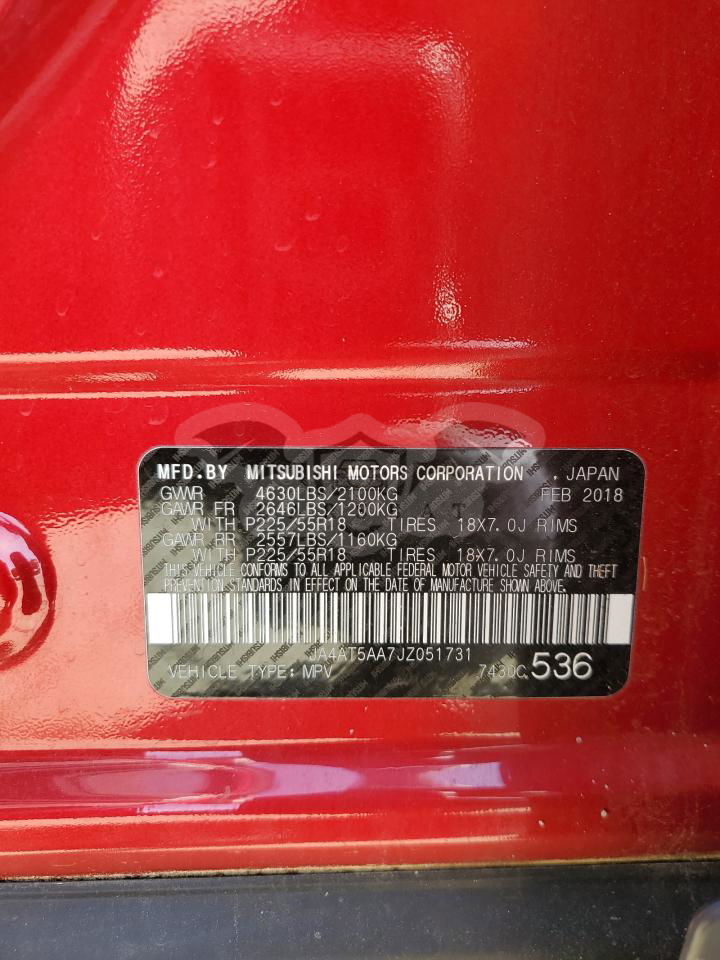 MFD.BY MITSUBISHI MOTORS CORPORATION , JAPAN
GVWR 4630LBS/2100KG FEB 2018
GAWR FR 2646LBS/1200KG
WITH P225/55R18 TIRES 18X7.0J RIMS
GAWR RR 2557LBS/1160KG
WITH P225/55R18 TIRES 18X7.0J RIMS
THIS VEHICLE CONFORMS TO ALL APPLICABLE FEDERAL MOTOR VEHICLE SAFETY AND THEFT
PREVENTION STANDARDS IN EFFECT ON THE DATE OF MANUFACTURE SHOWN ABOVE.
JA4AT5AA7JZ051731
VEHICLE TYPE: MPV 7430C 536